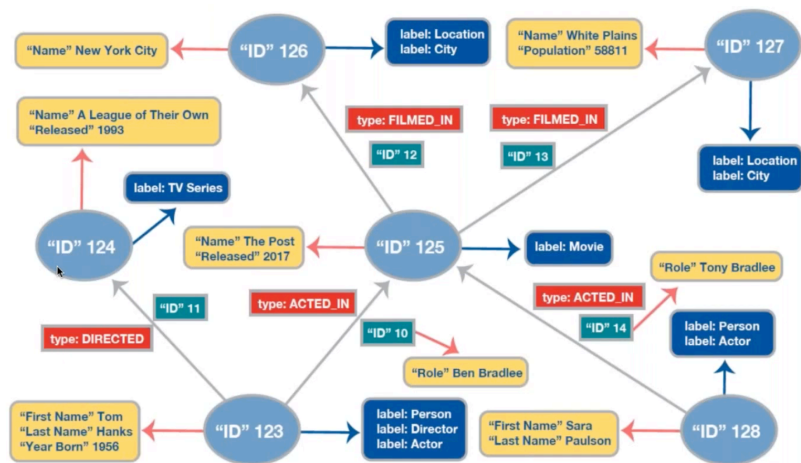 "Name" New York City
"ID" 126
label: Location
label: City
"Name" White Plains
"Population" 58811
"ID" 127
"Name" A League of Their Own
"Released" 1993
type: FILMED_IN
"ID" 12
type: FILMED_IN
"ID" 13
label: Location
label: City
label: TV Series
"ID" 124
"Name" The Post
"Released" 2017
"ID" 125
label: Movie
"Role" Tony Bradlee
"ID" 11
type: DIRECTED
type: ACTED_IN
"ID" 10
type: ACTED_IN
"ID" 14
label: Person
label: Actor
"Role" Ben Bradlee
"First Name" Tom
"Last Name" Hanks
"Year Born" 1956
"ID" 123
label: Person
label: Director
label: Actor
"First Name" Sara
"Last Name" Paulson
"ID" 128